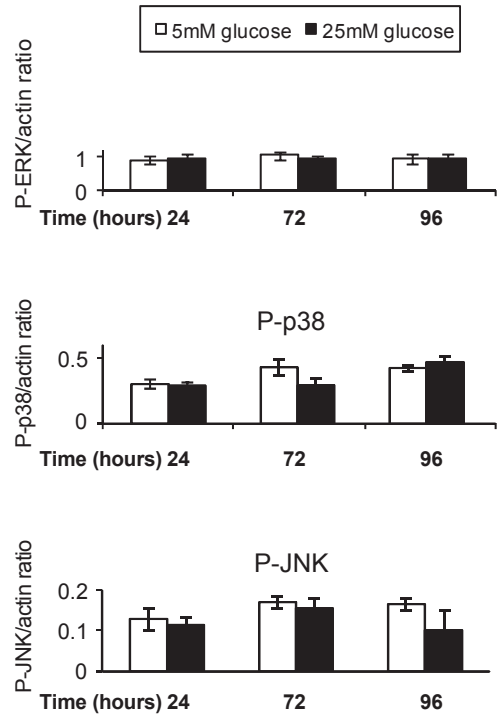 5mM glucose 25mM glucose
P-ERK/actin ratio
1
0
Time (hours) 24 72 96
P-p38
P-p38/actin ratio
0.5
0
Time (hours) 24 72 96
P-JNK
P-JNK/actin ratio
0.2
0.1
0
Time (hours) 24 72 96